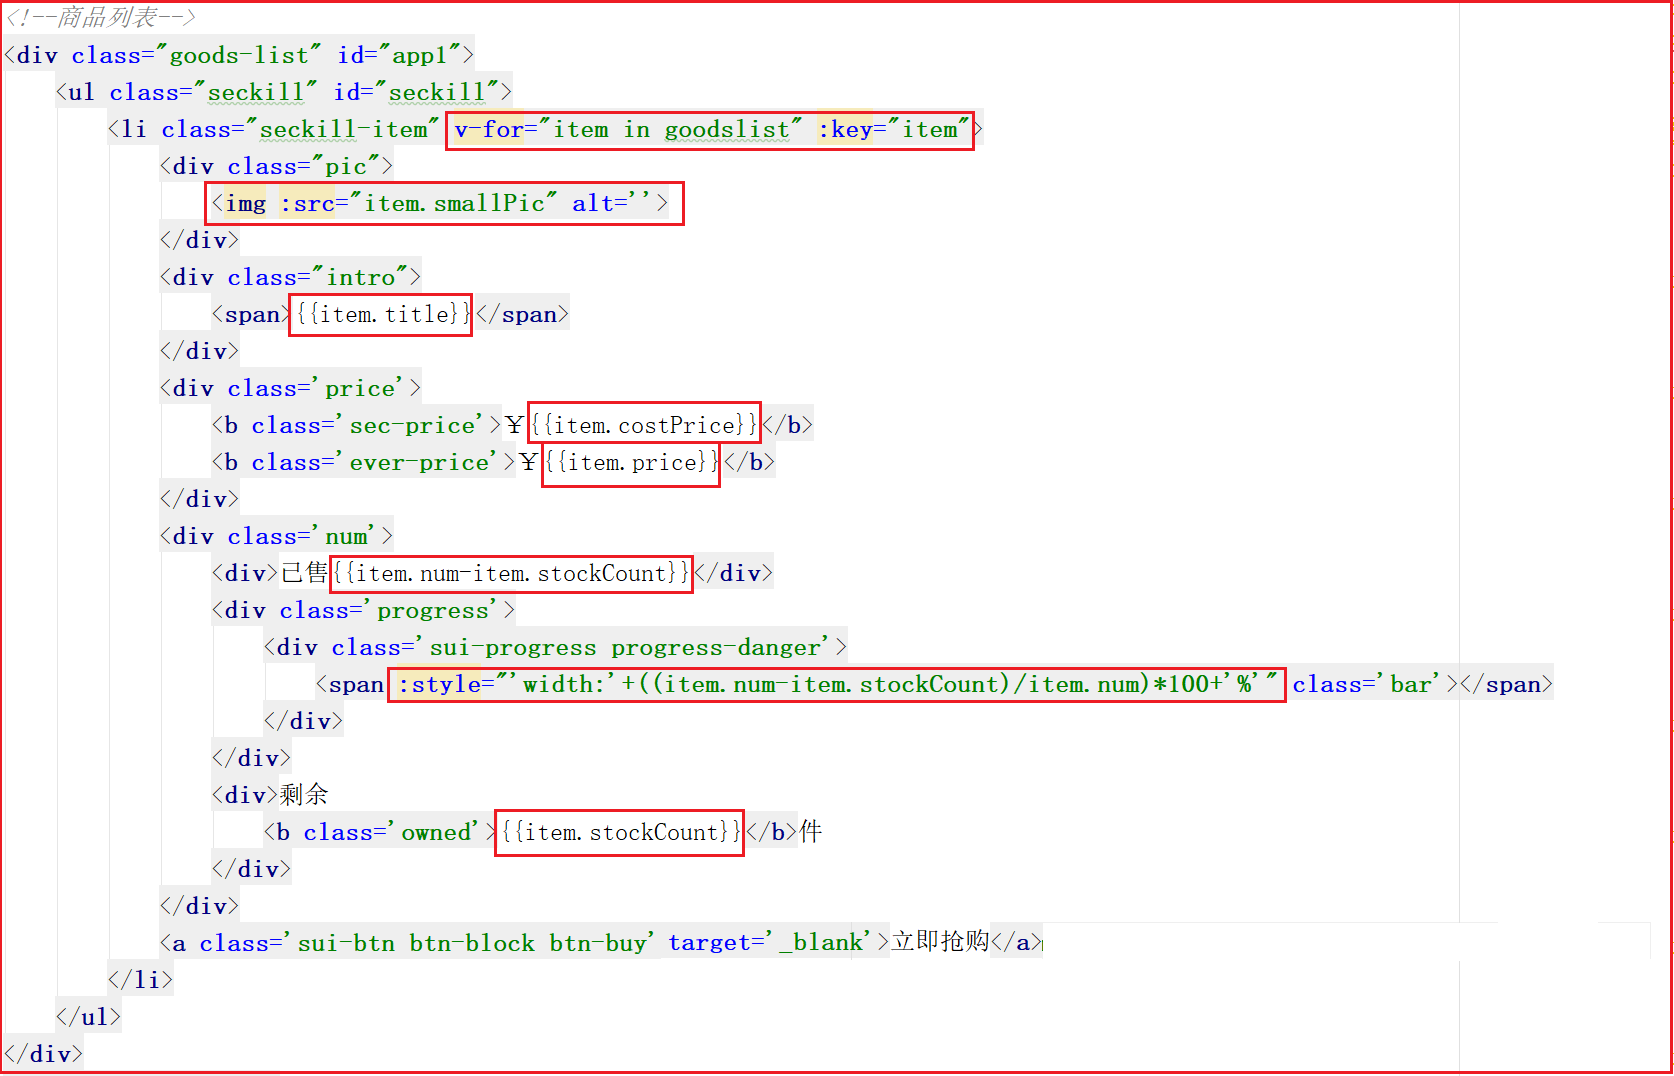 <!--商品列表-->
<div class="goods-list" id="app1">
<ul class="seckill" id="seckill">
<li class="seckill-item" v-for="item in goodslist" :key="item">
<div class="pic">
<img :src="item.smallPic" alt=''>
</div>
<div class="intro">
<span>{{item.title}}</span>
</div>
<div class='price'>
<b class='sec-price'>¥{{item.costPrice}}</b>
<b class='ever-price'>¥{{item.price}}</b>
</div>
<div class='num'>
<div>已售{{item.num-item.stockCount}}</div>
<div class='progress'>
<div class='sui-progress progress-danger'>
<span :style="'width:'+((item.num-item.stockCount)/item.num)*100+'%'" class='bar'></span>
</div>
</div>
<div>剩余
<b class='owned'>{{item.stockCount}}</b>件
</div>
</div>
<a class='sui-btn btn-block btn-buy' target='_blank'>立即抢购</a>
</li>
</ul>
</div>